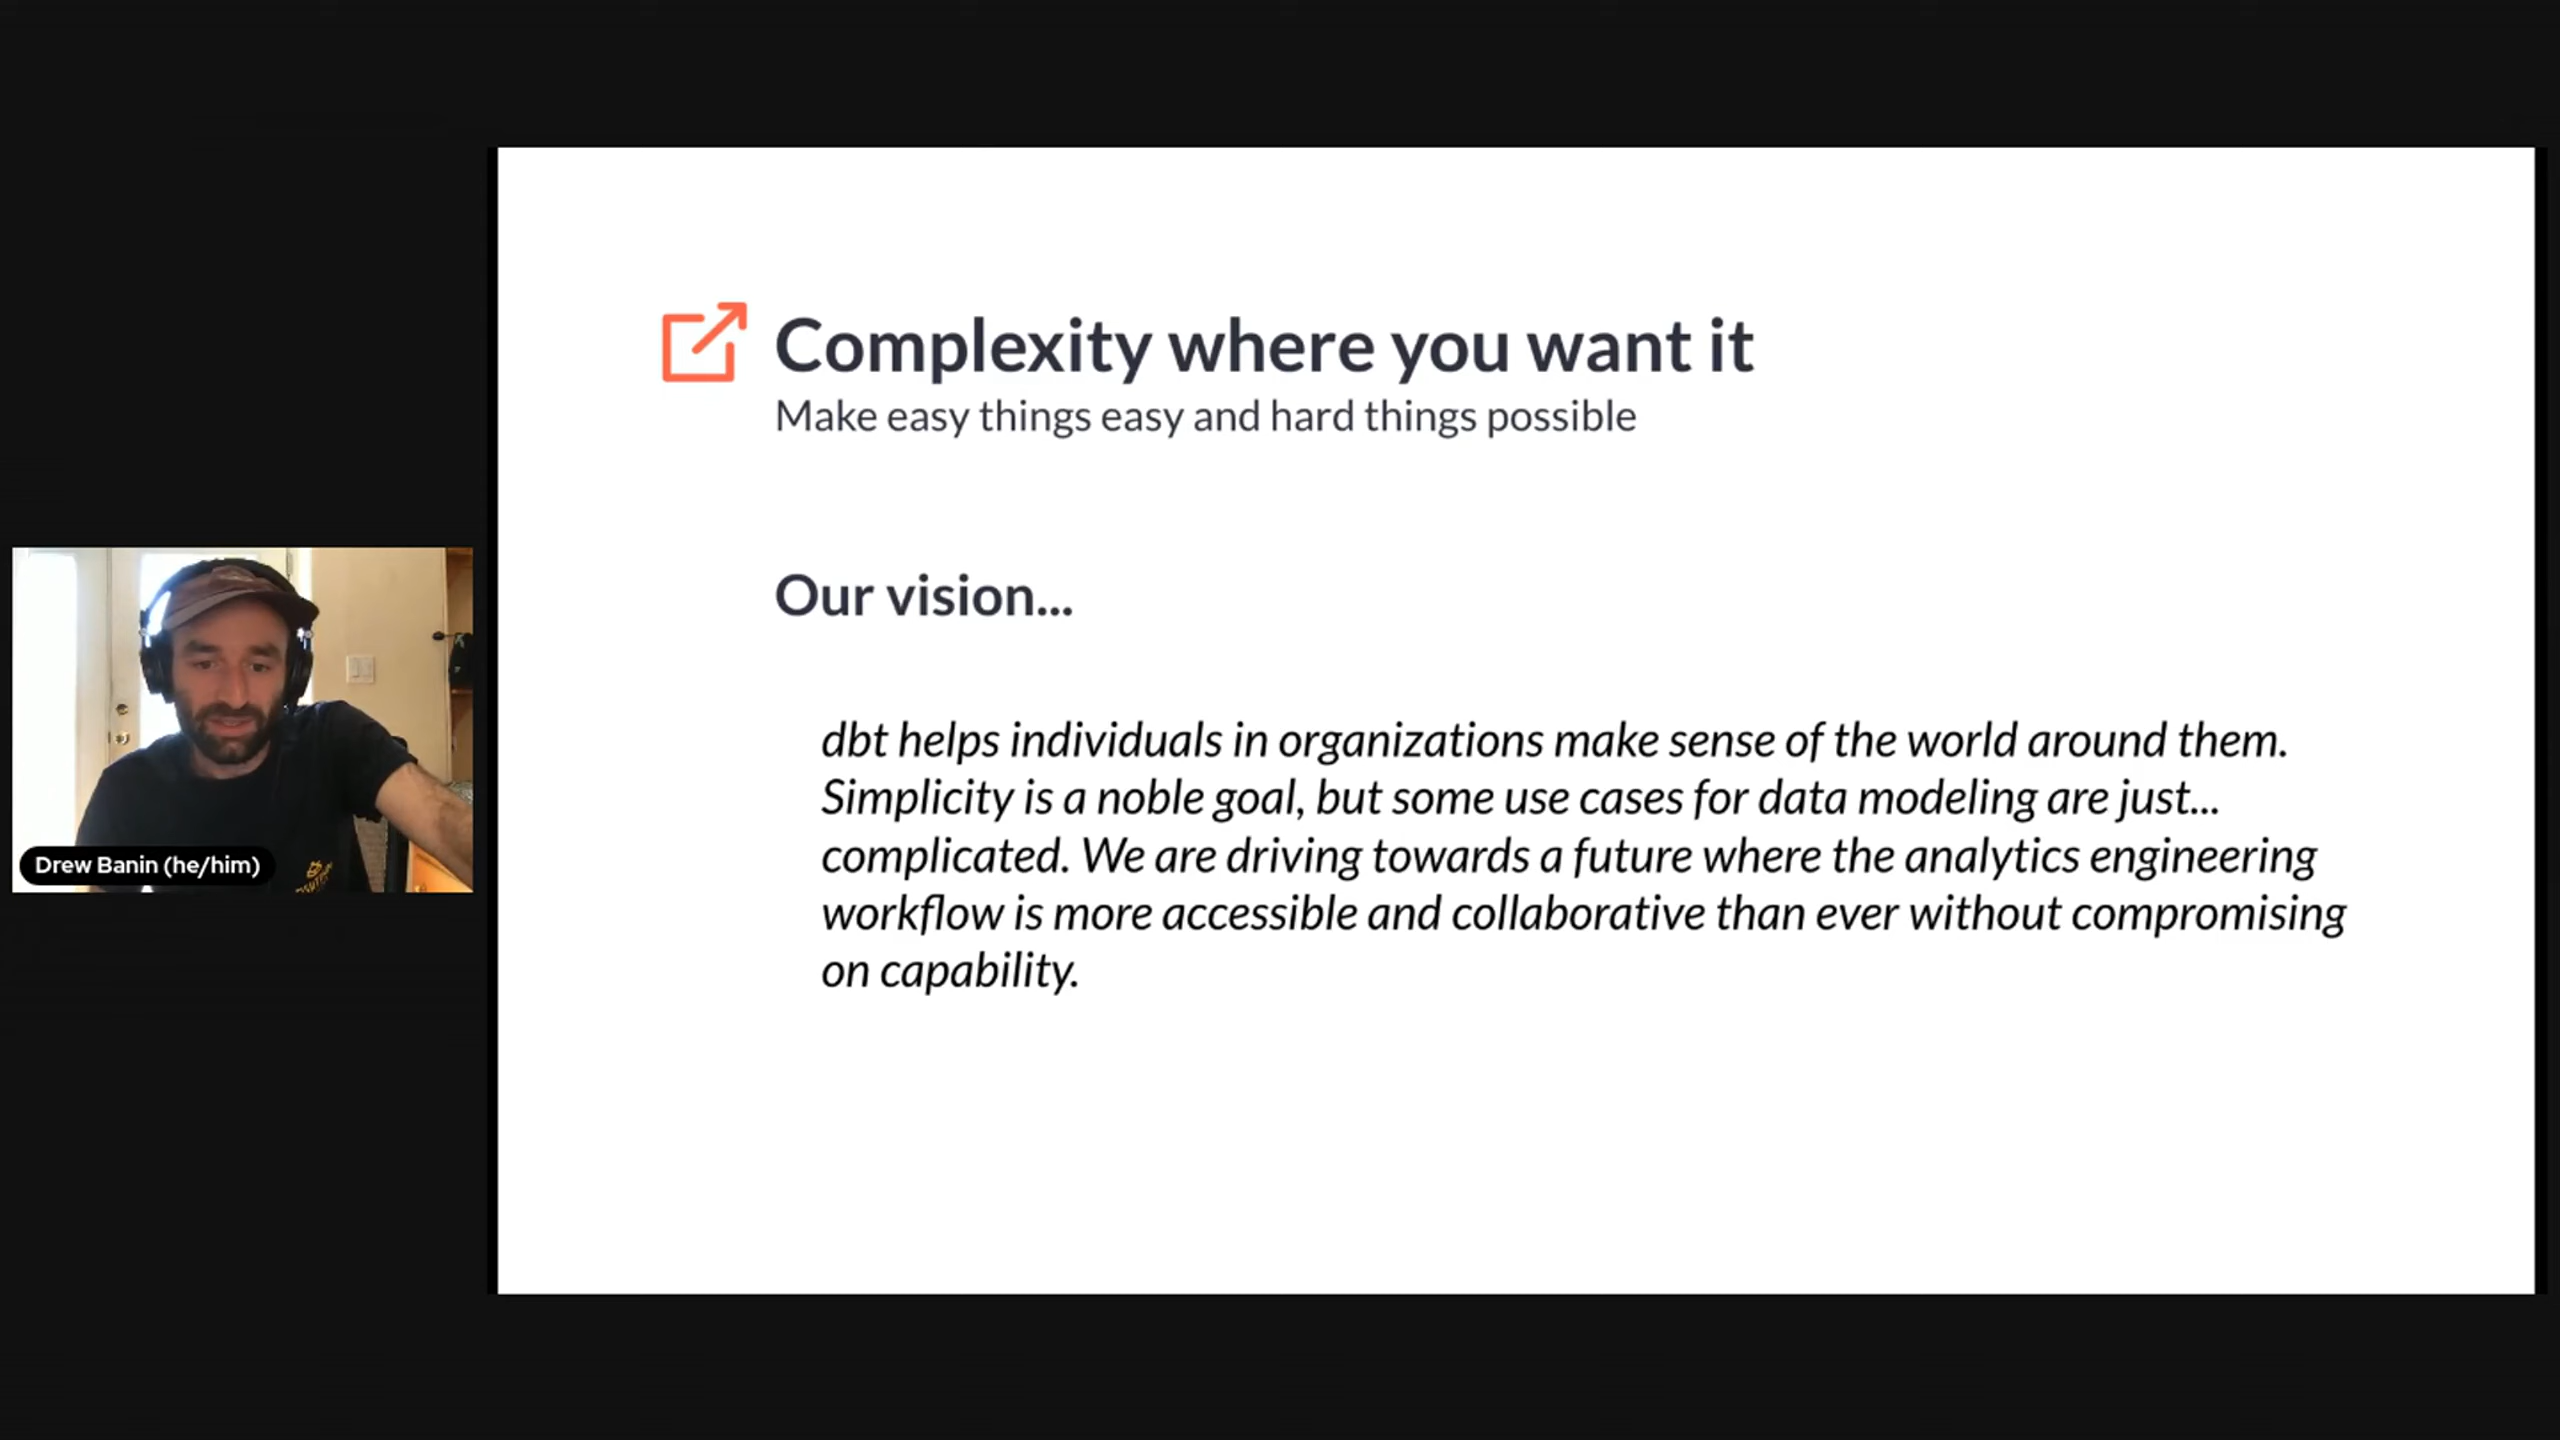 Complexity where you want it
Make easy things easy and hard things possible
Our vision...
dbt helps individuals in organizations make sense of the world around them.
Simplicity is a noble goal, but some use cases for data modeling are just...
complicated. We are driving towards a future where the analytics engineering
workflow is more accessible and collaborative than ever without compromising
on capability.
Drew Banin (he/him)